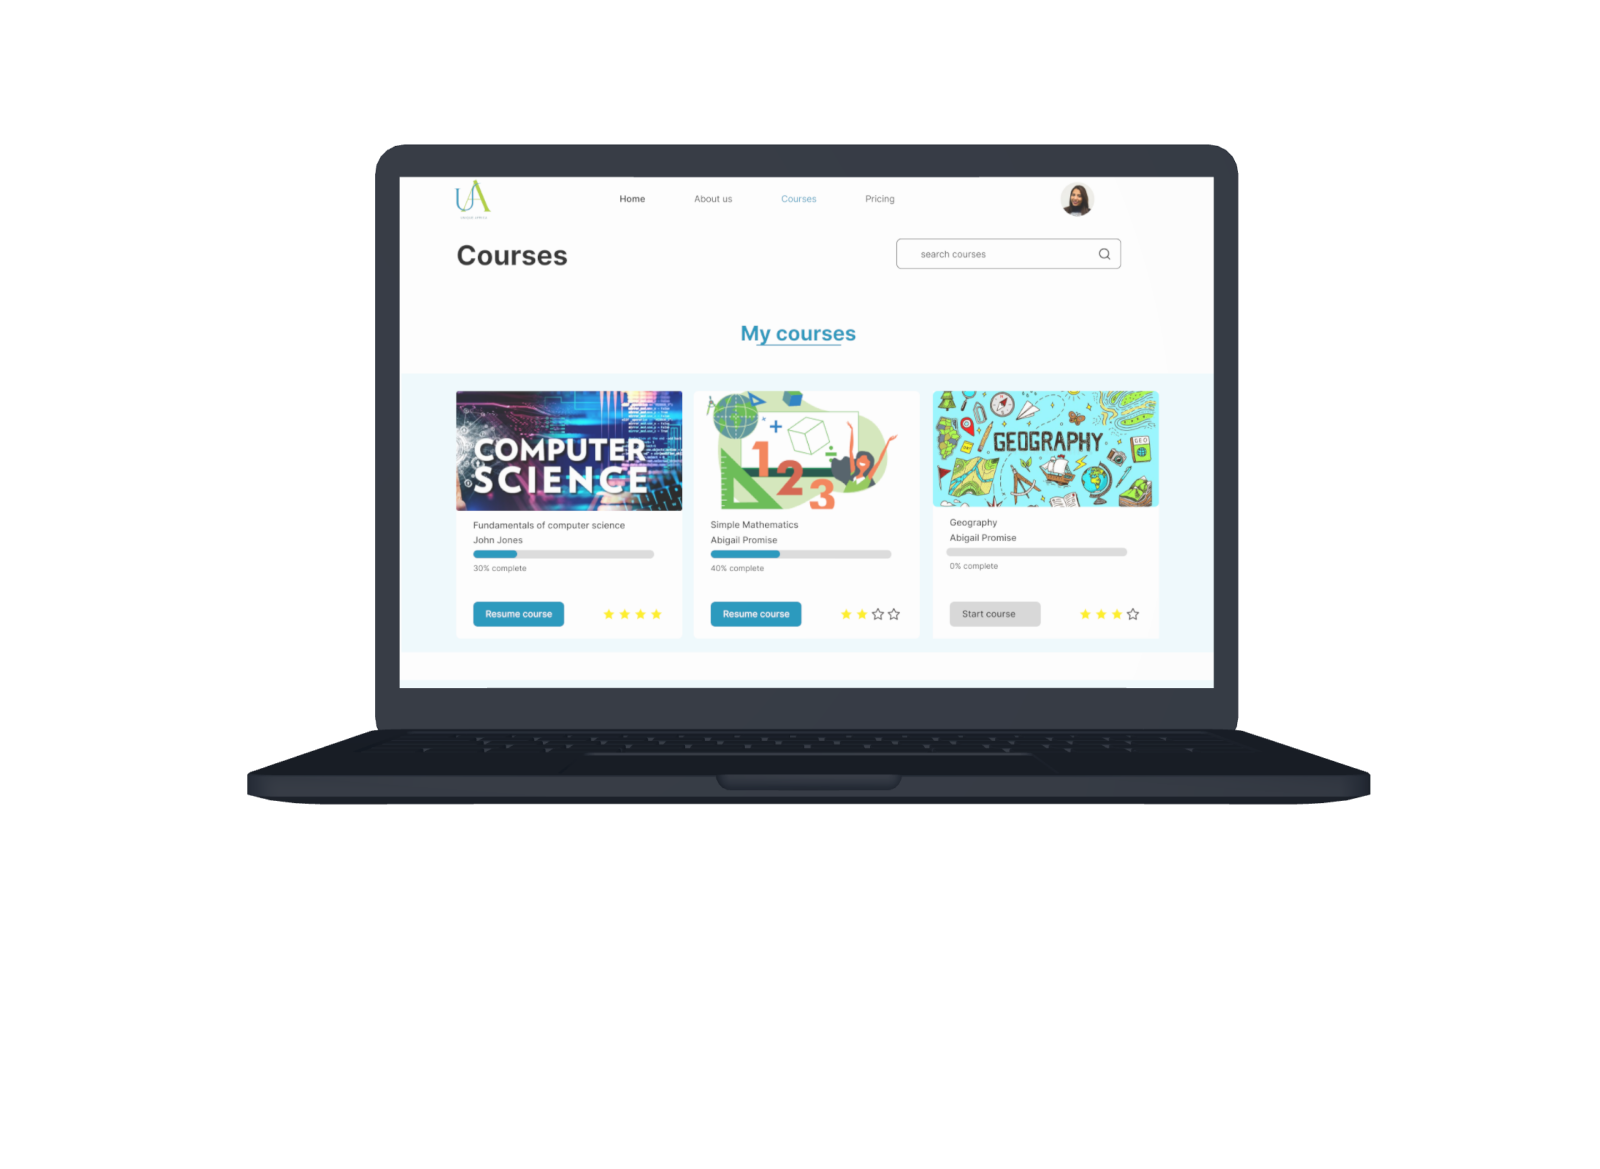 UA
Home
About us
Courses
Pricing
Courses
search courses
My courses
COMPUTER
SCIENCE
Fundamentals of computer science
John Jones
30% complete
Resume course
1 2 3
Simple Mathematics
Abigail Promise
40% complete
Resume course
GEOGRAPHY
GEO
Geography
Abigail Promise
0% complete
Start course